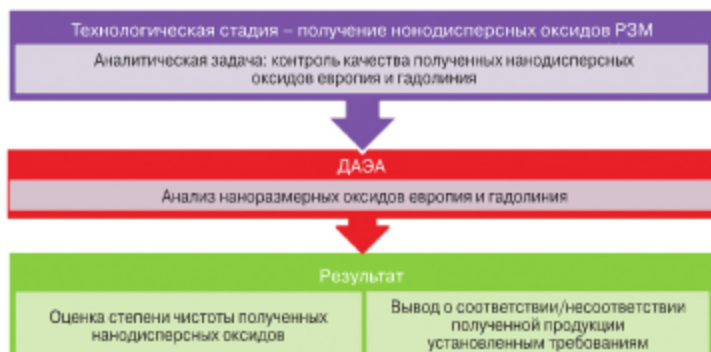 Технологическая стадия – получение нонодисперсных оксидов РЗМ
Аналитическая задача: контроль качества полученных нанодисперсных
оксидов европия и гадолиния
ДАЭА
Анализ наноразмерных оксидов европия и гадолиния
Результат
Оценка степени чистоты полученных
нанодисперсных оксидов
Вывод о соответствии/несоответствии
полученной продукции
установленным требованиям